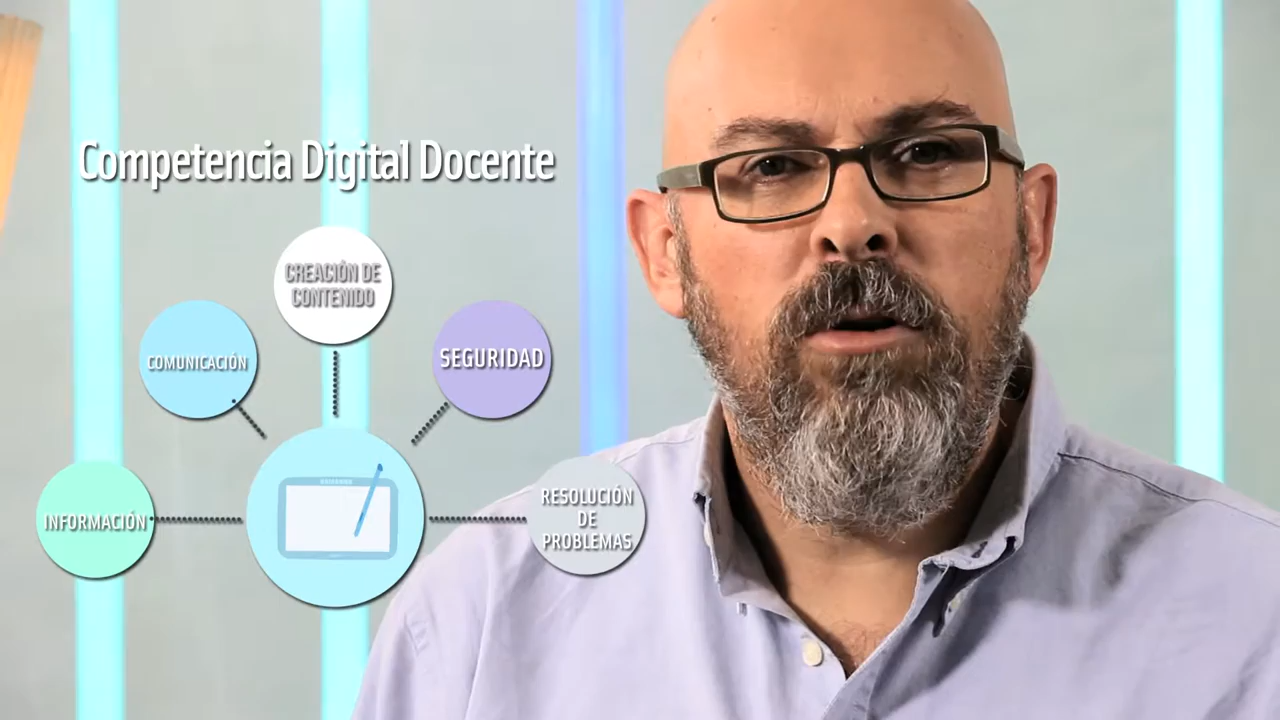 Competencia Digital Docente
CREACIÓN DE
CONTENIDO
COMUNICACIÓN
SEGURIDAD
INFORMACIÓN
RESOLUCIÓN
DE
PROBLEMAS